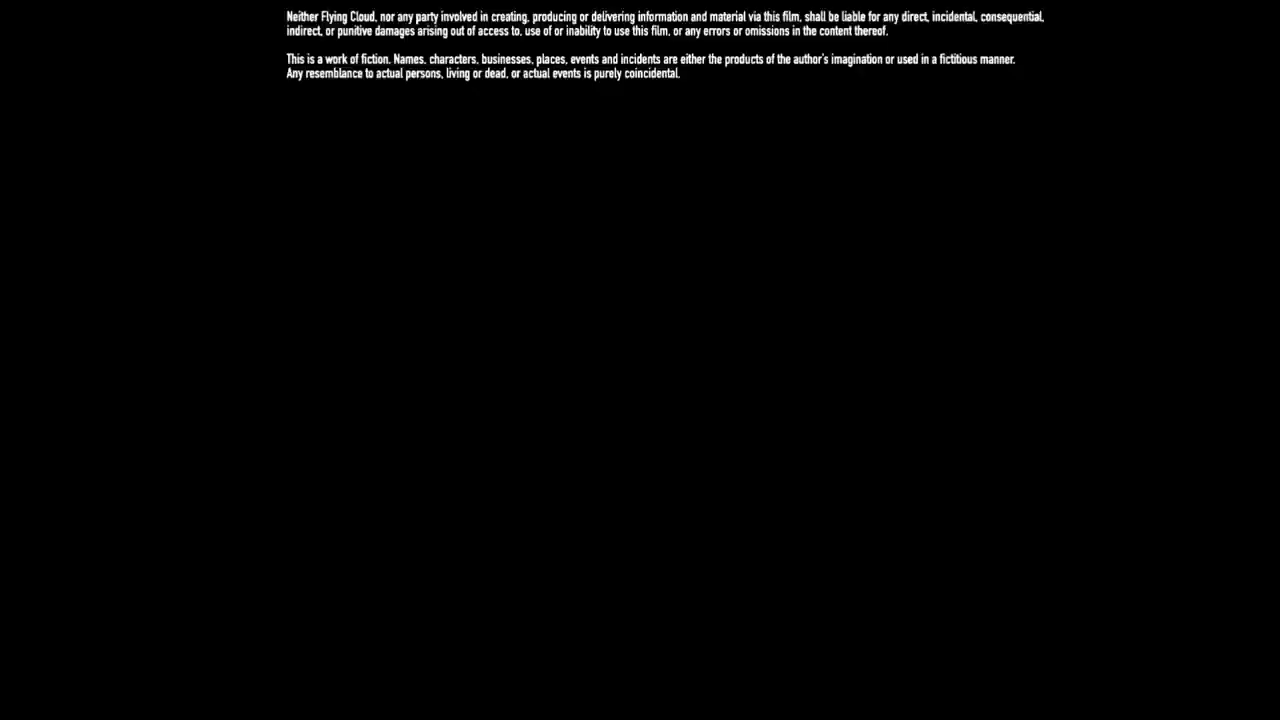 Neither Flying Cloud, nor any party involved in creating, producing or delivering information and material via this film, shall be liable for any direct, incidental, consequential,
indirect, or punitive damages arising out of access to, use of or inability to use this film, or any errors or omissions in the content thereof.
This is a work of fiction. Names, characters, businesses, places, events and incidents are either the products of the author's imagination or used in a fictitious manner.
Any resemblance to actual persons, living or dead, or actual events is purely coincidental.